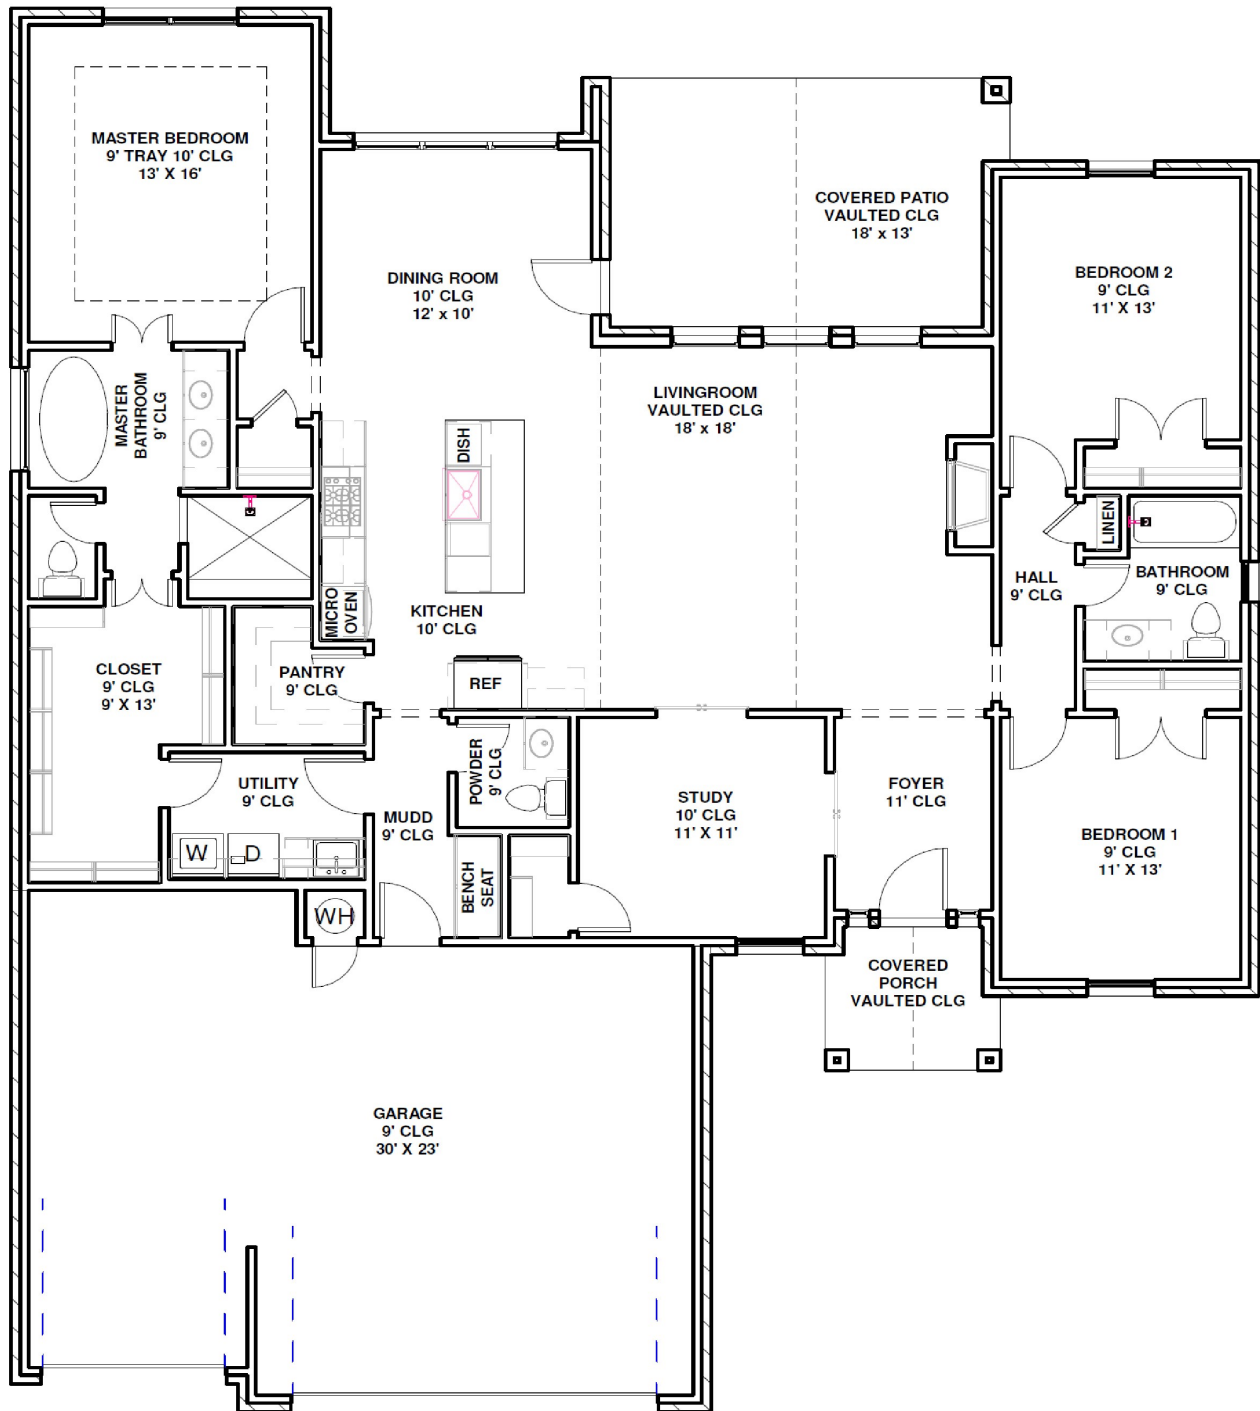 MASTER BEDROOM
9' TRAY 10' CLG
13' X 16'
COVERED PATIO
VAULTED CLG
18' x 13'
DINING ROOM
10' CLG
12' x 10'
BEDROOM 2
9' CLG
11' X 13'
MASTER
BATHROOM
9' CLG
LIVINGROOM
VAULTED CLG
18' x 18'
DISH
LINEN
HALL
9' CLG
BATHROOM
9' CLG
MICRO
OVEN
KITCHEN
10' CLG
CLOSET
9' CLG
9' X 13'
PANTRY
9' CLG
REF
UTILITY
9' CLG
MUDD
9' CLG
POWDER
9' CLG
STUDY
10' CLG
11' X 11'
FOYER
11' CLG
BEDROOM 1
9' CLG
11' X 13'
W
D
BENCH
SEAT
WH
COVERED
PORCH
VAULTED CLG
GARAGE
9' CLG
30' X 23'